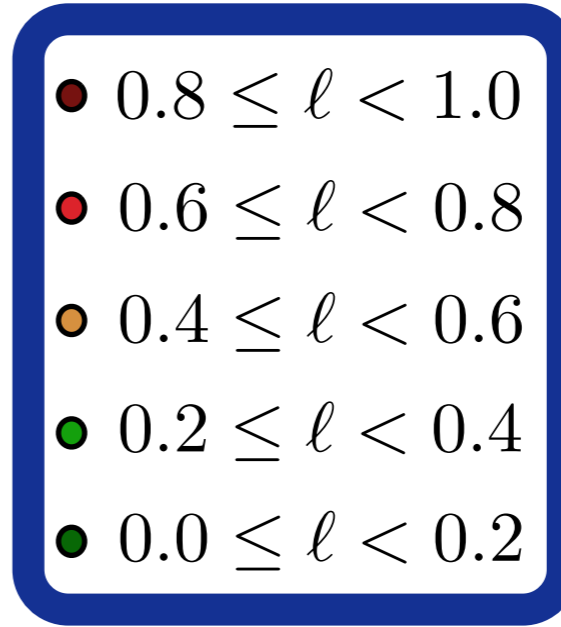 0.8 ≤ ℓ < 1.0
0.6 ≤ ℓ < 0.8
0.4 ≤ ℓ < 0.6
0.2 ≤ ℓ < 0.4
0.0 ≤ ℓ < 0.2